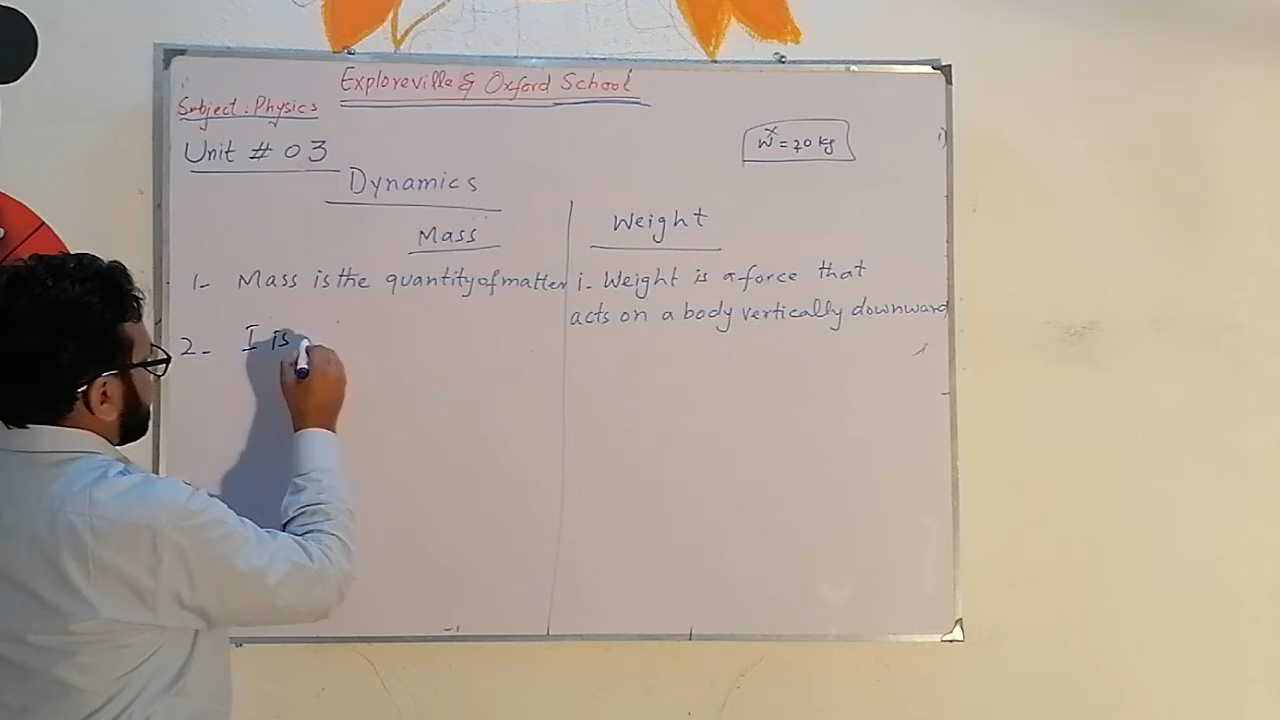 Exploreville & Oxford School
Subject: Physics
Unit # 03
W = 70 kg
x
i)
Dynamics
Mass
Weight
1- Mass is the quantity of matter
i- Weight is a force that
acts on a body vertically downward
2- I is